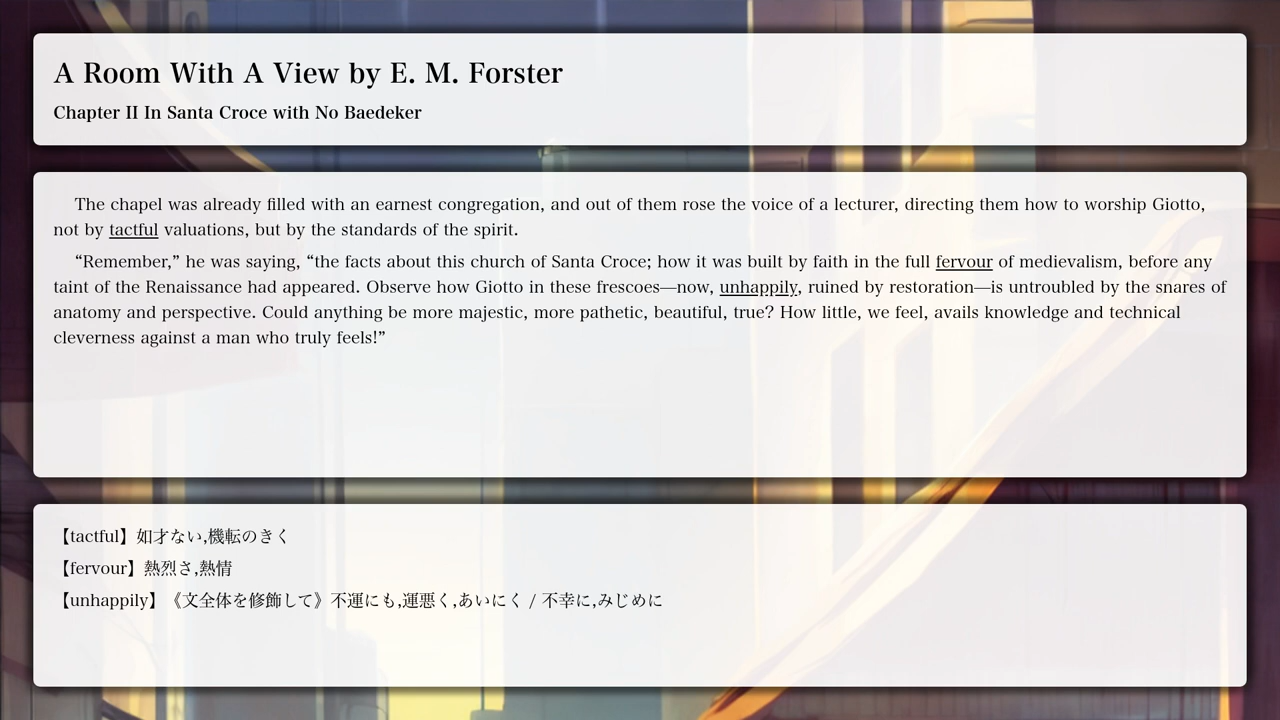 A Room With A View by E. M. Forster
Chapter II In Santa Croce with No Baedeker
The chapel was already filled with an earnest congregation, and out of them rose the voice of a lecturer, directing them how to worship Giotto,
not by tactful valuations, but by the standards of the spirit.
“Remember,” he was saying, “the facts about this church of Santa Croce; how it was built by faith in the full fervour of medievalism, before any
taint of the Renaissance had appeared. Observe how Giotto in these frescoes—now, unhappily, ruined by restoration—is untroubled by the snares of
anatomy and perspective. Could anything be more majestic, more pathetic, beautiful, true? How little, we feel, avails knowledge and technical
cleverness against a man who truly feels!”
【tactful】如才ない,機転のきく
【fervour】熱烈さ,熱情
【unhappily】《文全体を修飾して》不運にも,運悪く,あいにく / 不幸に,みじめに